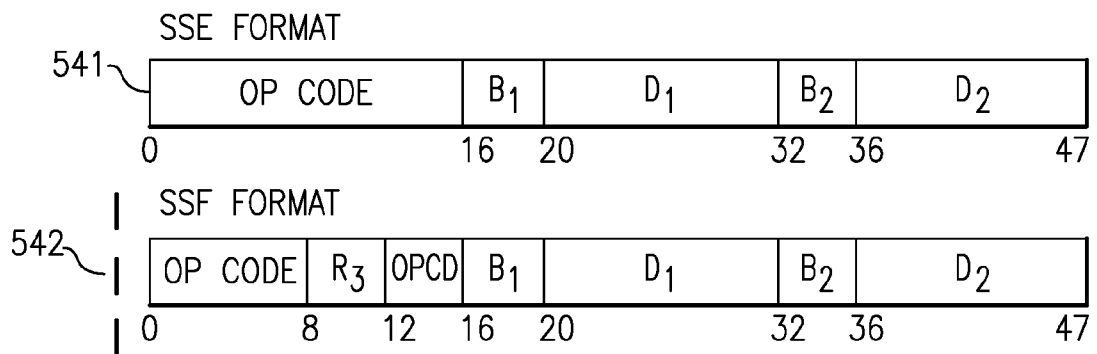 SSE FORMAT
541
OP CODE B₁ D₁ B₂ D₂
0 16 20 32 36 47
SSF FORMAT
542
OP CODE R₃ OPCD B₁ D₁ B₂ D₂
0 8 12 16 20 32 36 47